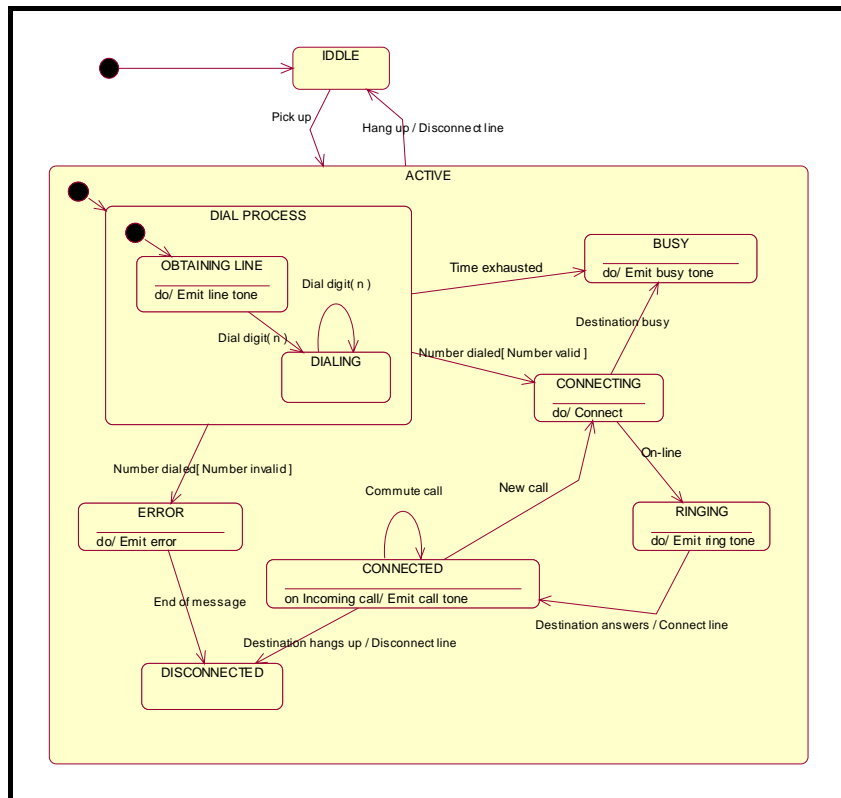 IDDLE
Pick up
Hang up / Disconnect line
ACTIVE
DIAL PROCESS
OBTAINING LINE
do/ Emit line tone
Dial digit( n )
Dial digit( n )
DIALING
Time exhausted
BUSY
do/ Emit busy tone
Destination busy
Number dialed[ Number valid ]
CONNECTING
do/ Connect
On-line
Number dialed[ Number invalid ]
ERROR
do/ Emit error
Commute call
New call
RINGING
do/ Emit ring tone
CONNECTED
on Incoming call/ Emit call tone
End of message
Destination answers / Connect line
Destination hangs up / Disconnect line
DISCONNECTED